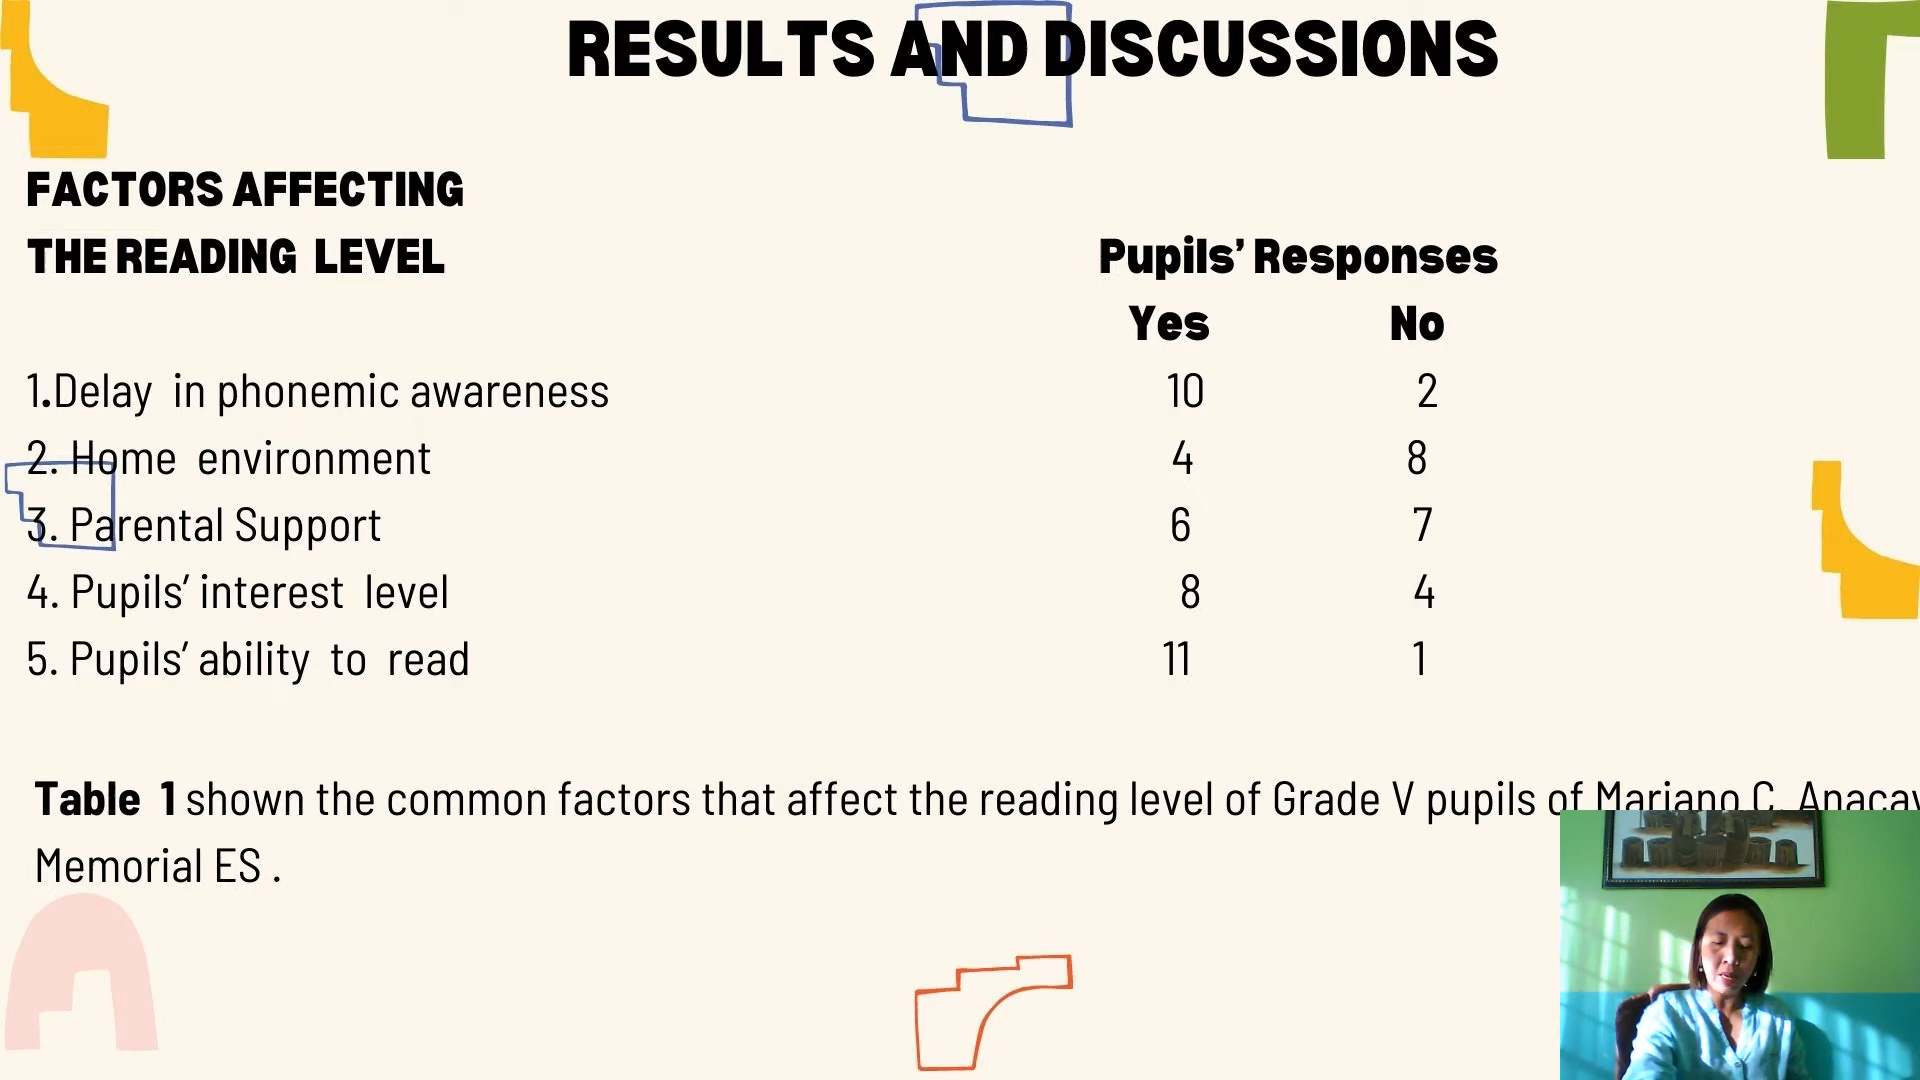 RESULTS AND DISCUSSIONS
FACTORS AFFECTING
THE READING LEVEL
Pupils’ Responses
Yes No
1.Delay in phonemic awareness 10 2
2. Home environment 4 8
3. Parental Support 6 7
4. Pupils’ interest level 8 4
5. Pupils’ ability to read 11 1
Table 1 shown the common factors that affect the reading level of Grade V pupils of Mariano C.
Memorial ES .